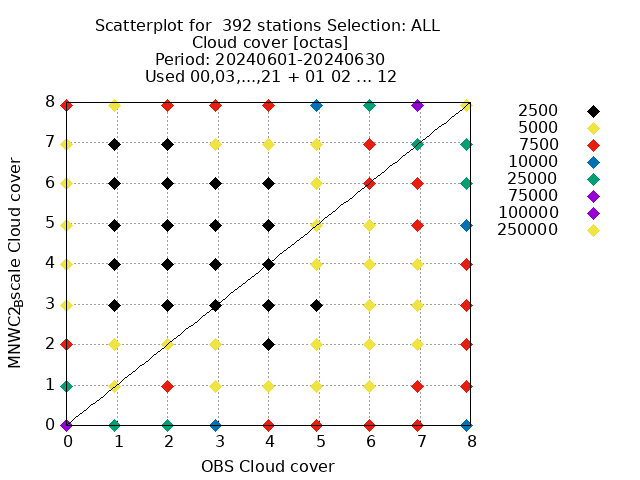 Scatterplot for  392 stations Selection: ALL
Cloud cover [octas]
Period: 20240601-20240630
Used 00,03,...,21 + 01 02 ... 12
8
7
6
5
4
3
2
1
0
0 1 2 3 4 5 6 7 8
MNWC2Bscale Cloud cover
OBS Cloud cover
2500
5000
7500
10000
25000
75000
100000
250000